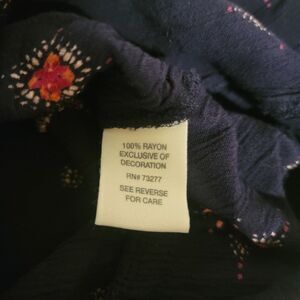 100% RAYON
EXCLUSIVE OF
DECORATION
RN# 73277
SEE REVERSE
FOR CARE